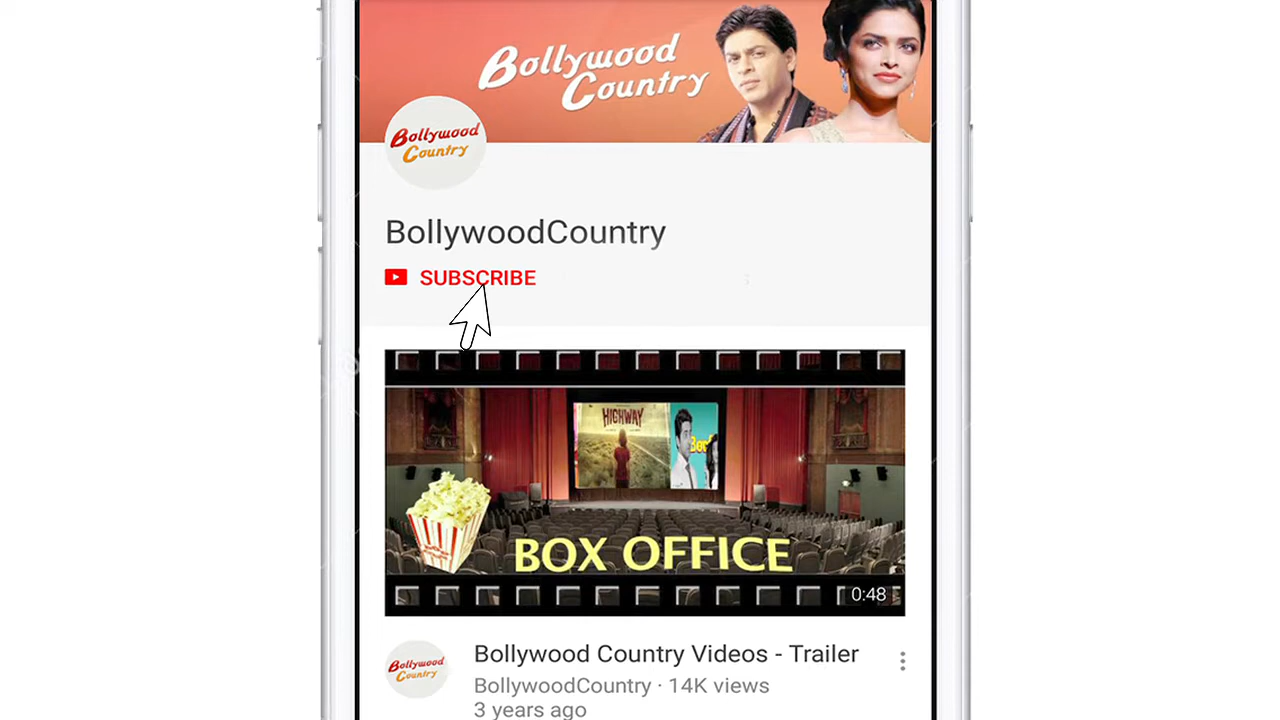 Bollywood
Country
Bollywood
Country
BollywoodCountry
SUBSCRIBE
HIGHWAY
BOX OFFICE
0:48
Bollywood Country Videos - Trailer
Bollywood
Country
BollywoodCountry · 14K views
3 years ago